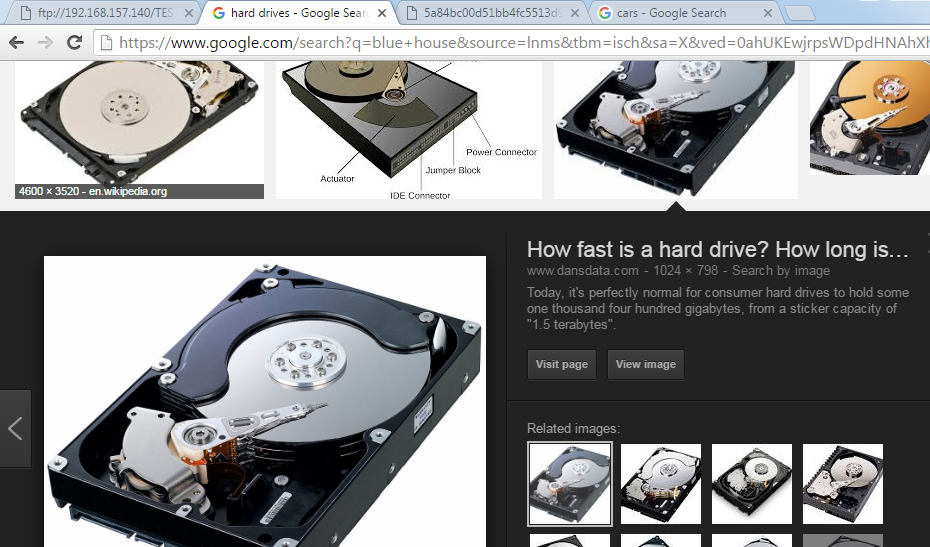 ftp://192.168.157.140/TES
hard drives - Google Sear
5a84bc00d51bb4fc5513d9
cars - Google Search
https://www.google.com/search?q=blue+house&source=lnms&tbm=isch&sa=X&ved=0ahUKEwjrpsWDpdHNAhXh
4600 × 3520 - en.wikipedia.org
Power Connector
Jumper Block
Actuator
IDE Connector
How fast is a hard drive? How long is…
www.dansdata.com - 1024 × 798 - Search by image
Today, it's perfectly normal for consumer hard drives to hold some
one thousand four hundred gigabytes, from a sticker capacity of
"1.5 terabytes".
Visit page
View image
Related images: